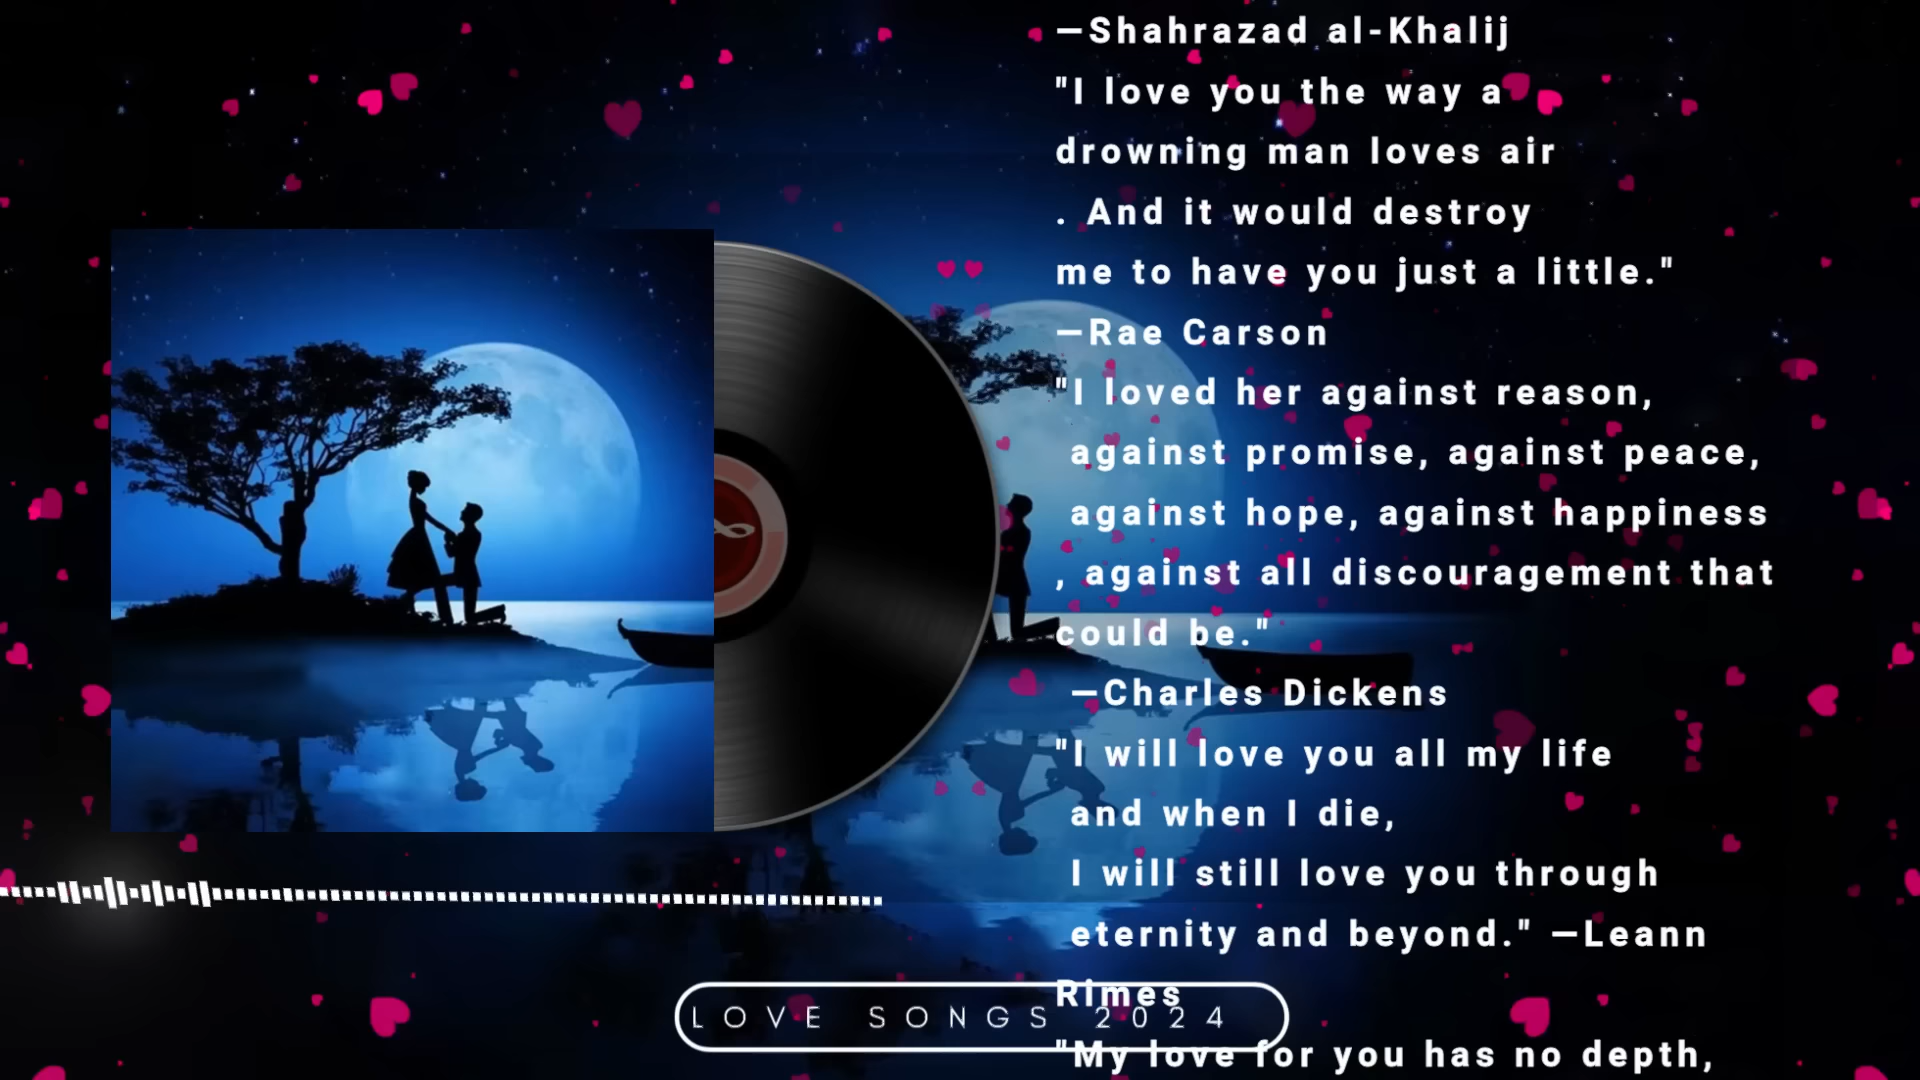 —Shahrazad al-Khalij
"I love you the way a
drowning man loves air
. And it would destroy
me to have you just a little."
—Rae Carson
"I loved her against reason,
against promise, against peace,
against hope, against happiness
, against all discouragement that
could be."
—Charles Dickens
"I will love you all my life
and when I die,
I will still love you through
eternity and beyond." —Leann
Rimes
LOVE SONGS 2024
"My love for you has no depth,